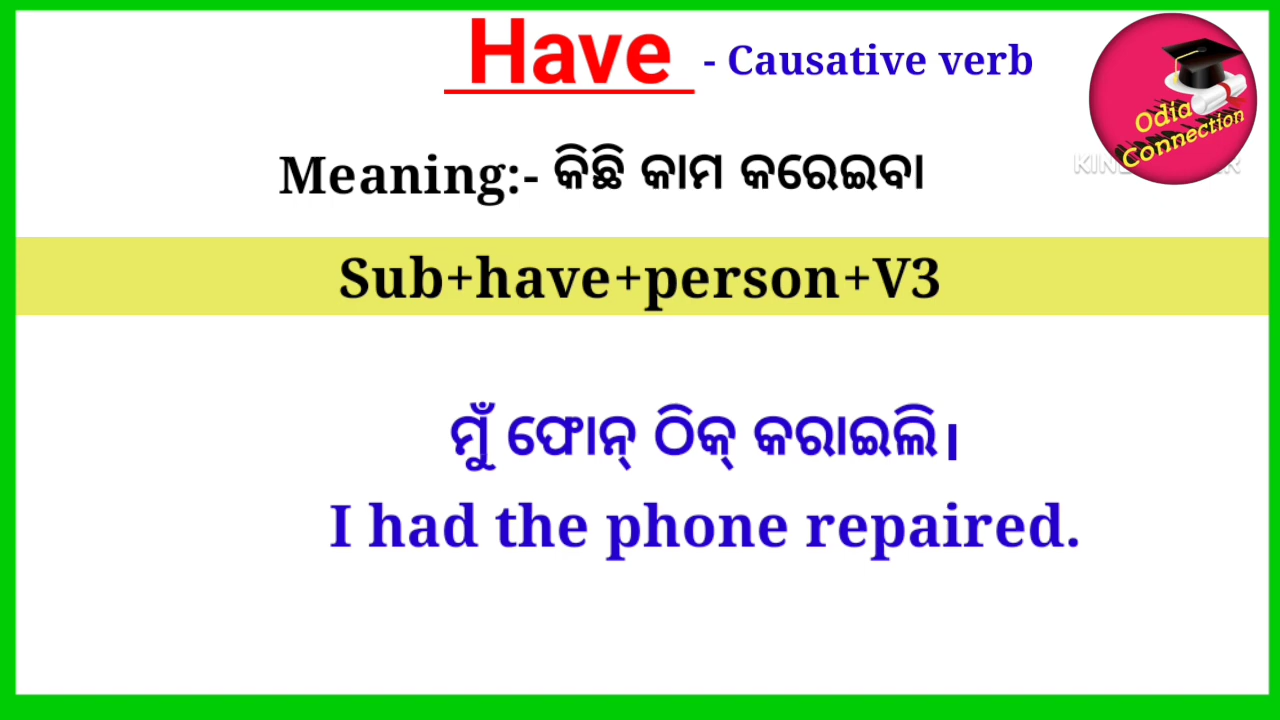 Have - Causative verb
Odia
Connection
Meaning:- କିଛି କାମ କରେଇବା
Sub+have+person+V3
ମୁଁ ଫୋନ୍ ଠିକ୍ କରାଇଲି।
I had the phone repaired.